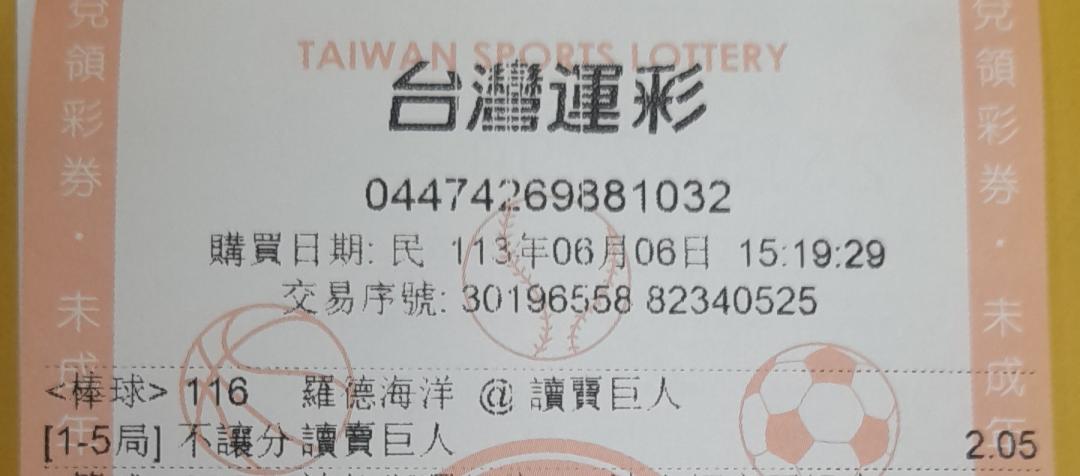 TAIWAN SPORTS LOTTERY
台灣運彩
04474269881032
購買日期: 民 113年06月06日 15:19:29
交易序號: 30196558 82340525
<棒球> 116 羅德海洋 @ 讀賣巨人
[1-5局] 不讓分 讀賣巨人 2.05
兌領彩券・未成年
兌領彩券・未成年